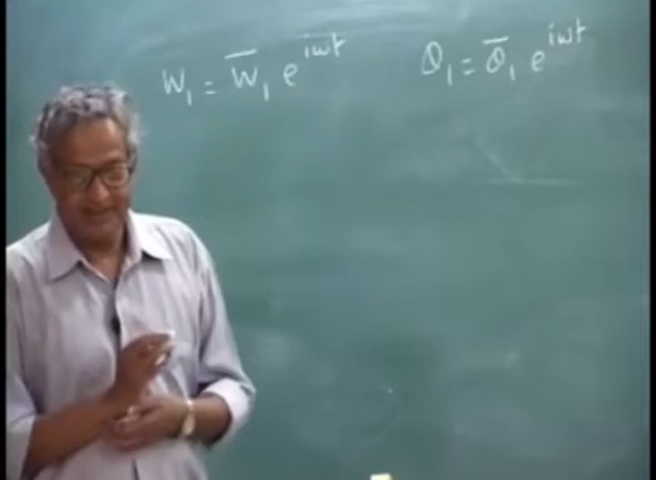 W₁ = W̅₁ e^{iωt} θ₁ = θ̅₁ e^{iωt}